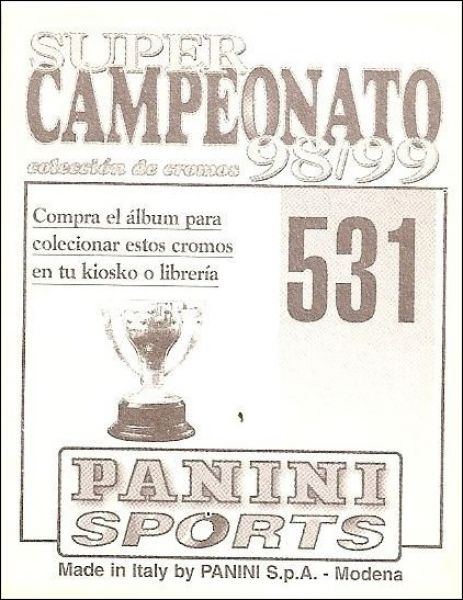 SUPER
CAMPEONATO
colección de cromos 98/99
Compra el álbum para
colecionar estos cromos
en tu kiosko o librería
531
PANINI
SPORTS
Made in Italy by PANINI S.p.A. - Modena